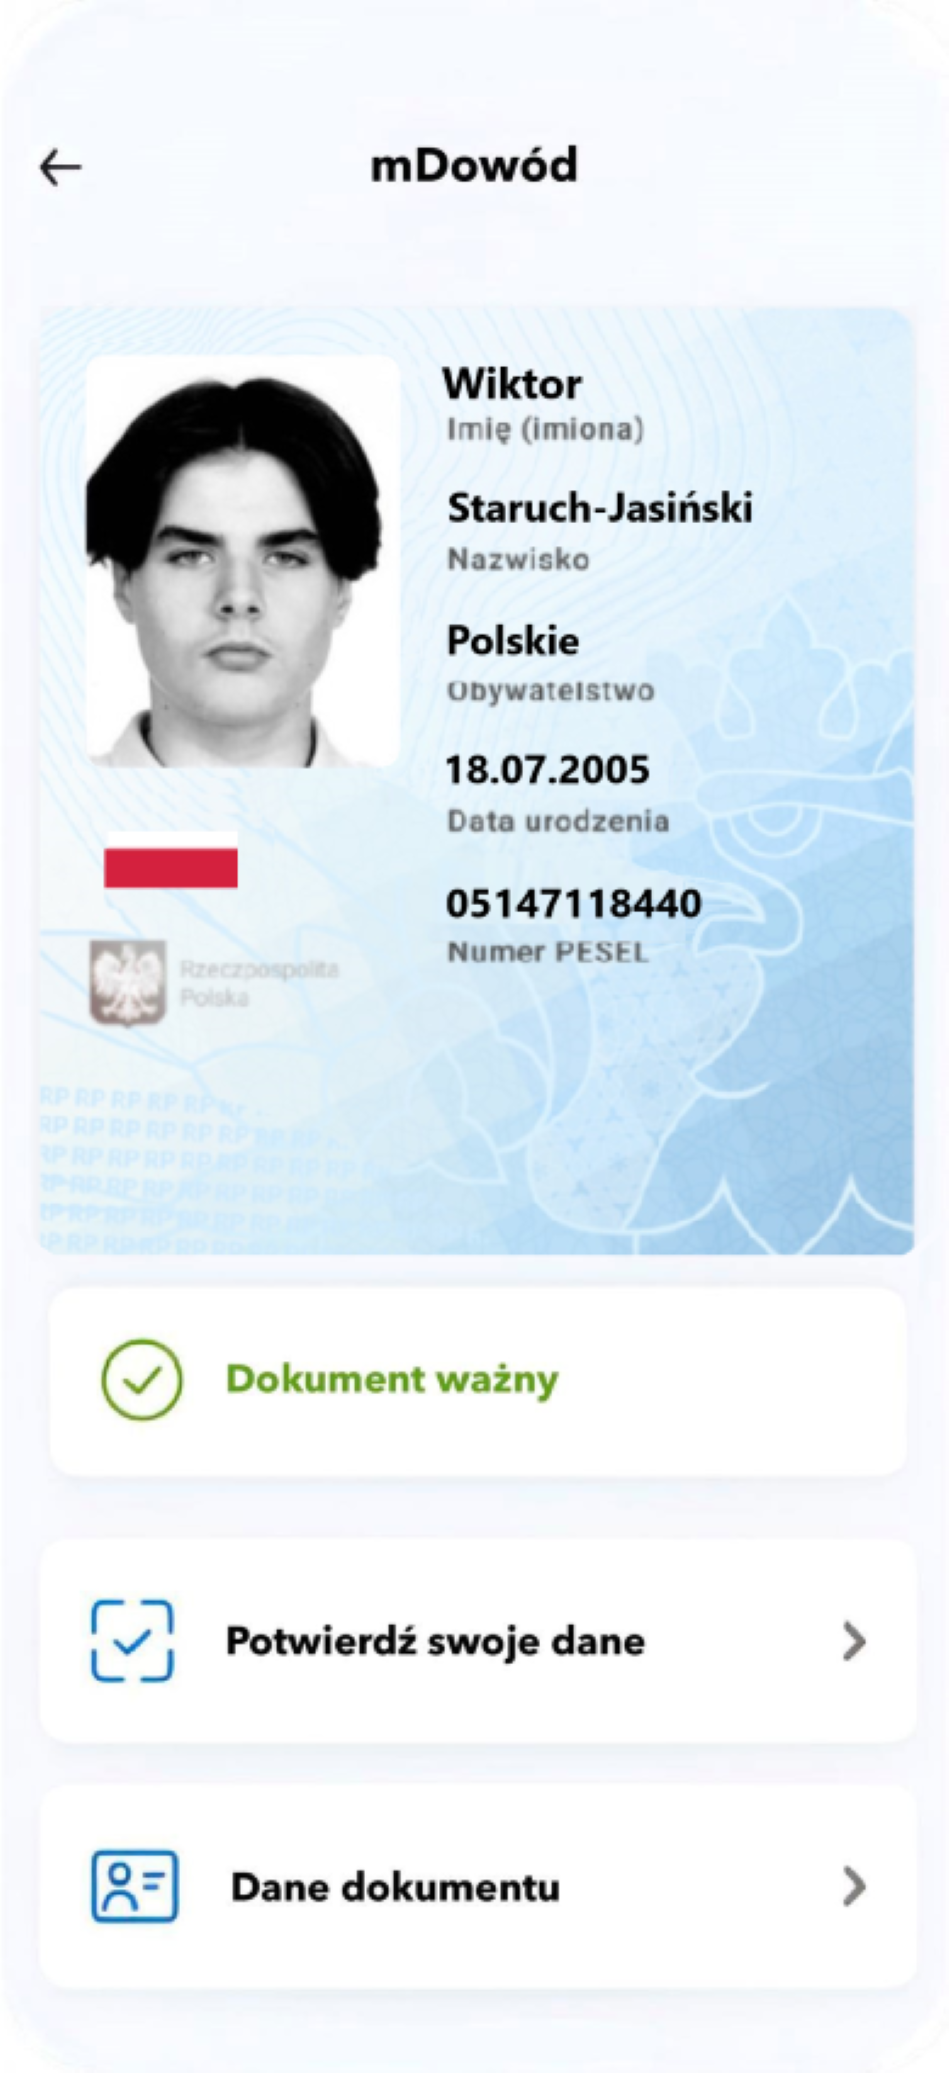 mDowód
Wiktor
Imię (imiona)
Staruch-Jasiński
Nazwisko
Polskie
Obywatelstwo
18.07.2005
Data urodzenia
05147118440
Numer PESEL
Rzeczpospolita
Polska
RP RP RP RP RP RP
RP RP RP RP RP RP RP RP
RP RP RP RP RP RP RP RP RP
RP RP RP RP RP RP RP RP RP
RP RP RP RP RP RP RP RP
RP RP RP RP RP RP RP RP
Dokument ważny
Potwierdź swoje dane
Dane dokumentu